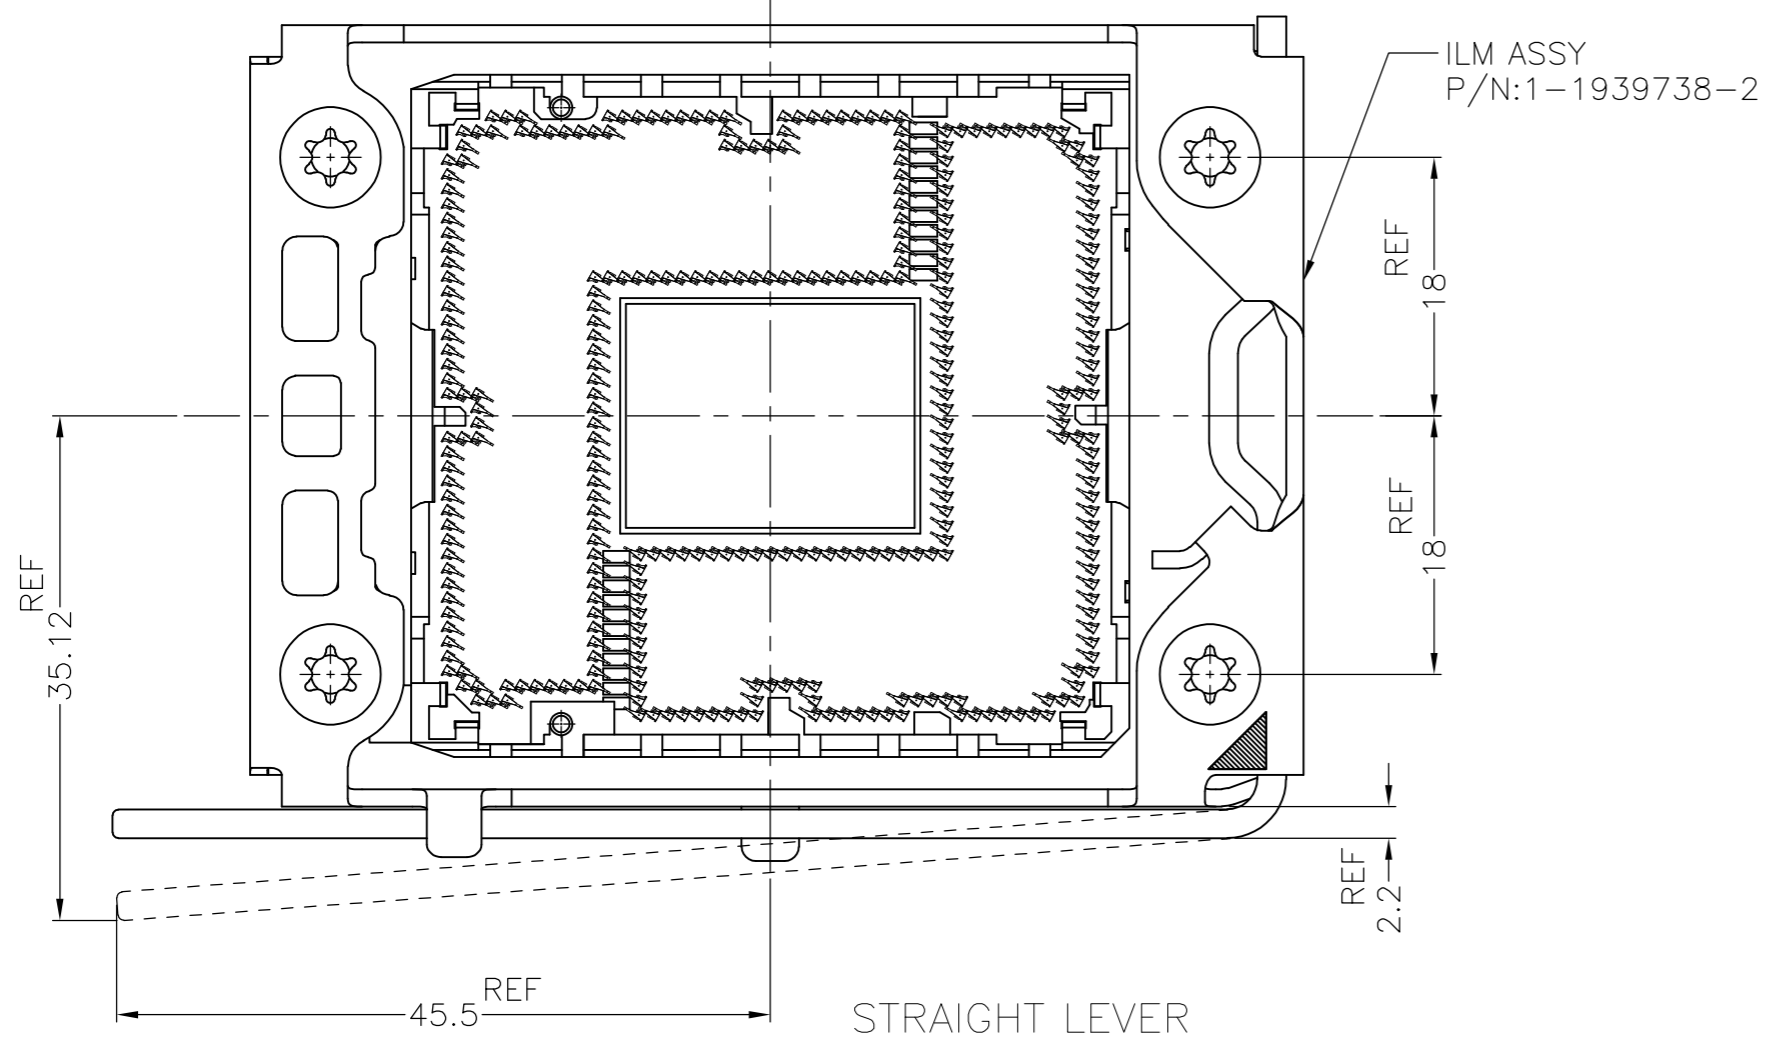 ILM ASSY
P/N:1-1939738-2
REF
18
REF
18
REF
35.12
REF
2.2
REF
45.5
STRAIGHT LEVER